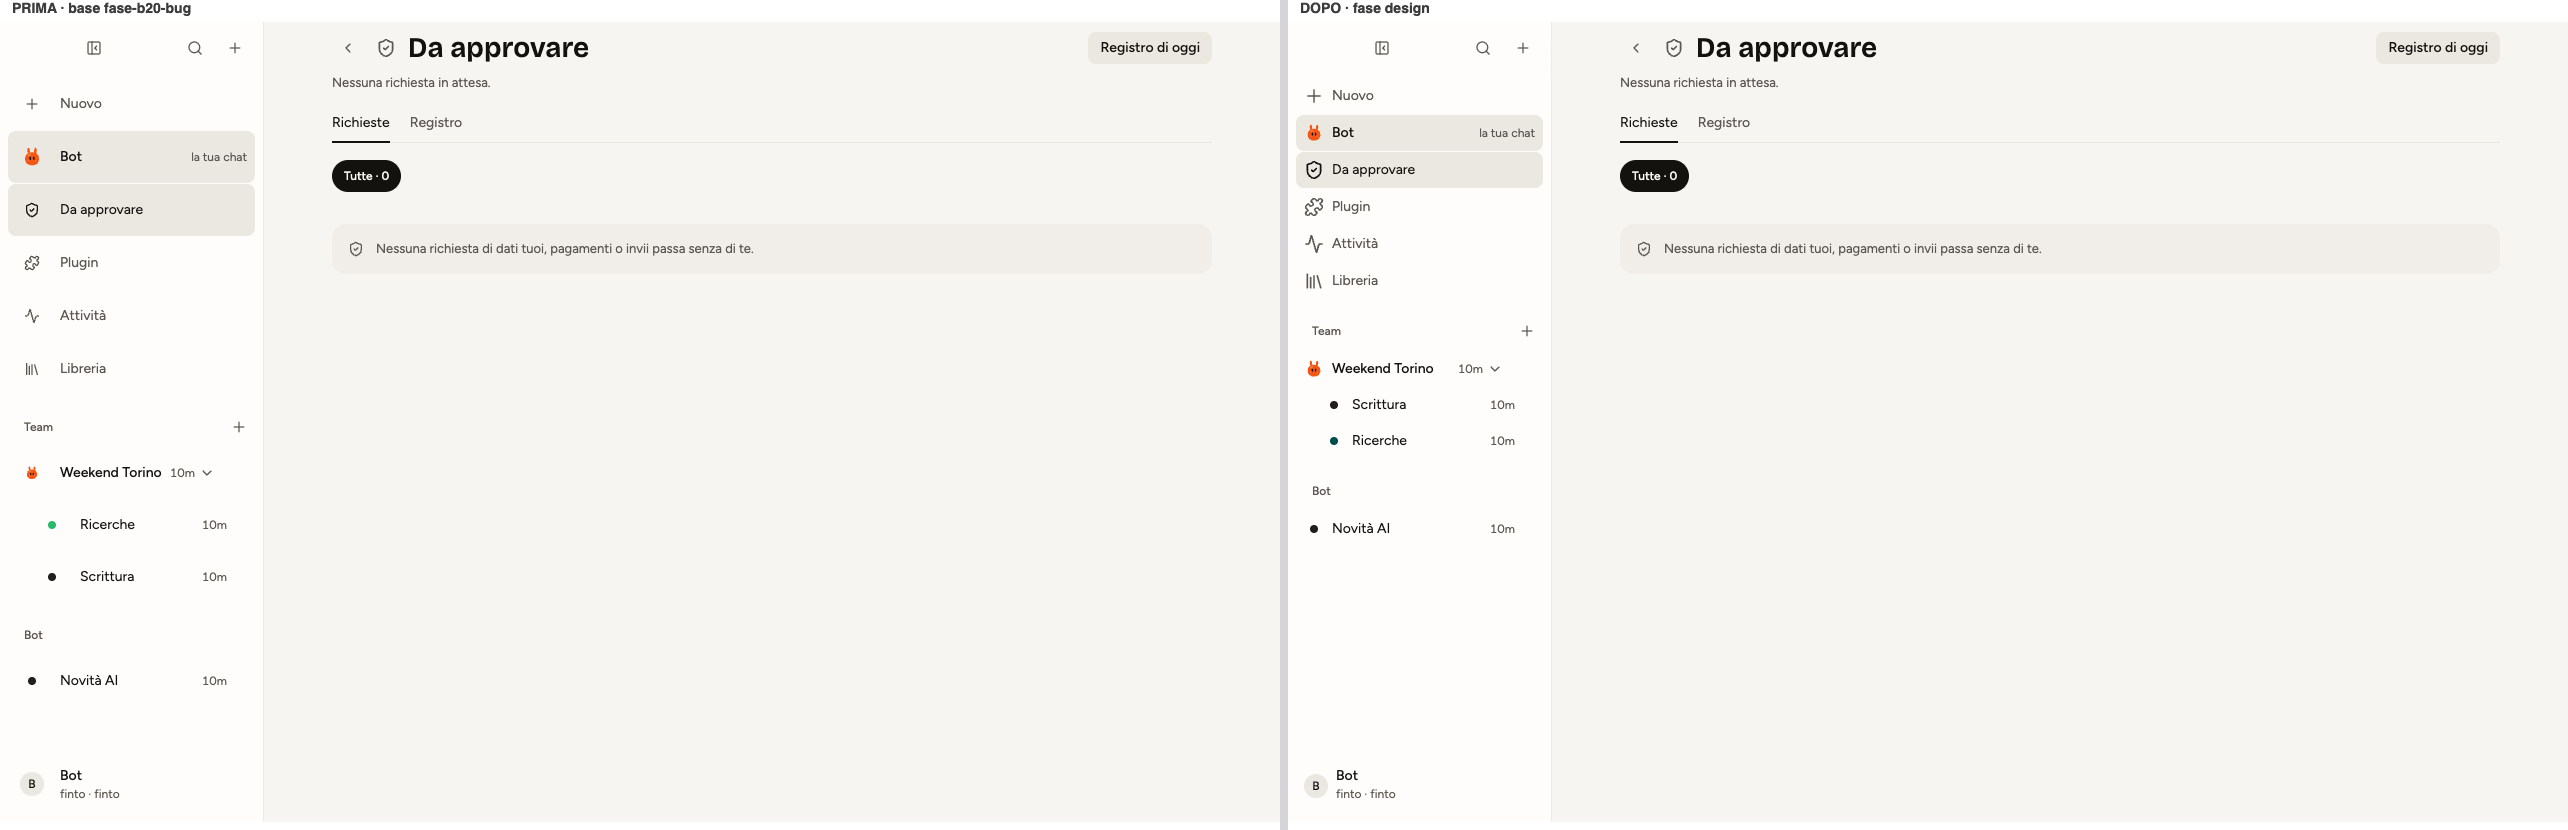 PRIMA · base fase-b20-bug
Nuovo
Bot la tua chat
Da approvare
Plugin
Attività
Libreria
Team
Weekend Torino 10m
Ricerche 10m
Scrittura 10m
Bot
Novità AI 10m
B
Bot
finto · finto
Da approvare
Registro di oggi
Nessuna richiesta in attesa.
Richieste Registro
Tutte · 0
Nessuna richiesta di dati tuoi, pagamenti o invii passa senza di te.
DOPO · fase design
Nuovo
Bot la tua chat
Da approvare
Plugin
Attività
Libreria
Team
Weekend Torino 10m
Scrittura 10m
Ricerche 10m
Bot
Novità AI 10m
B
Bot
finto · finto
Da approvare
Registro di oggi
Nessuna richiesta in attesa.
Richieste Registro
Tutte · 0
Nessuna richiesta di dati tuoi, pagamenti o invii passa senza di te.